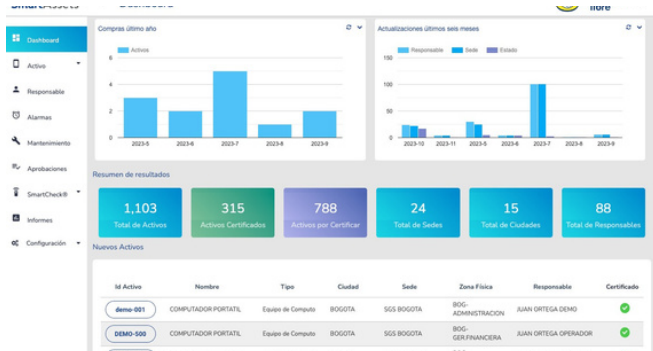 SmartAssets
Dashboard
libre
Dashboard
Activo
Responsable
Alarmas
Mantenimiento
Aprobaciones
SmartCheck®
Informes
Configuración
Compras último año
Activos
6
4
2
0
2023-5 2023-6 2023-7 2023-8 2023-9
Actualizaciones últimos seis meses
Responsable Sede Estado
150
100
50
0
2023-10 2023-11 2023-5 2023-6 2023-7 2023-8 2023-9
Resumen de resultados
1,103
Total de Activos
315
Activos Certificados
788
Activos por Certificar
24
Total de Sedes
15
Total de Ciudades
88
Total de Responsables
Nuevos Activos
Id Activo Nombre Tipo Ciudad Sede Zona Física Responsable Certificado
demo-001 COMPUTADOR PORTATIL Equipo de Computo BOGOTA SGS BOGOTA BOG-ADMINISTRACION JUAN ORTEGA DEMO
DEMO-500 COMPUTADOR PORTATIL Equipo de Computo BOGOTA SGS BOGOTA BOG-GER.FINANCIERA JUAN ORTEGA OPERADOR